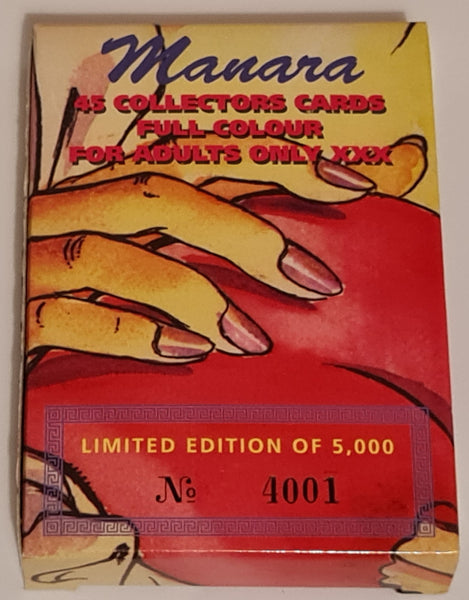 Manara
45 COLLECTORS CARDS
FULL COLOUR
FOR ADULTS ONLY XXX
LIMITED EDITION OF 5,000
№ 4001